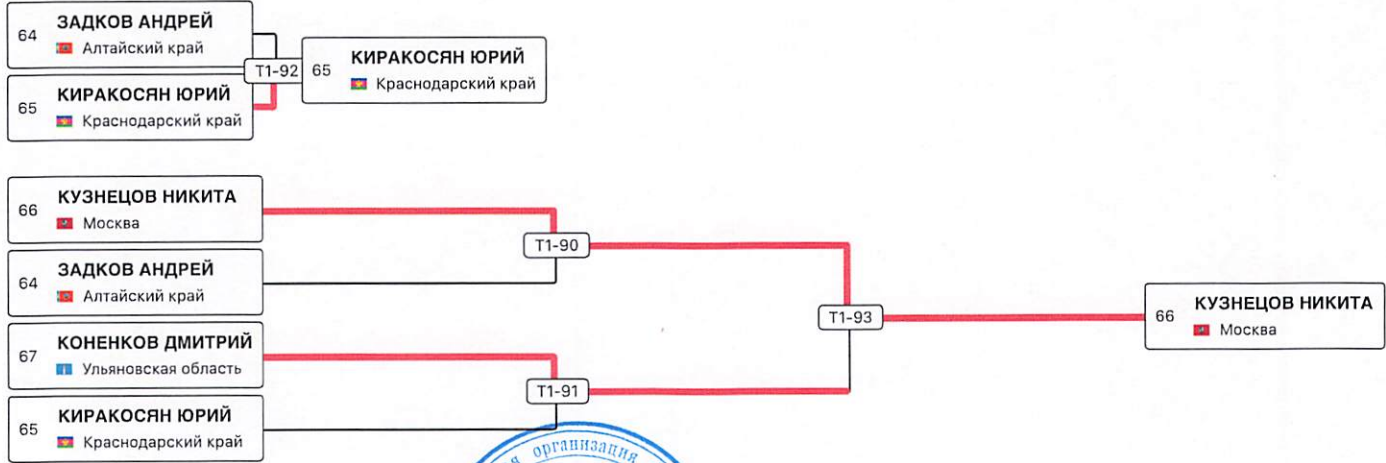 64 ЗАДКОВ АНДРЕЙ
Алтайский край
T1-92
65 КИРАКОСЯН ЮРИЙ
Краснодарский край
65 КИРАКОСЯН ЮРИЙ
Краснодарский край
66 КУЗНЕЦОВ НИКИТА
Москва
T1-90
64 ЗАДКОВ АНДРЕЙ
Алтайский край
T1-93
66 КУЗНЕЦОВ НИКИТА
Москва
67 КОНЕНКОВ ДМИТРИЙ
Ульяновская область
T1-91
65 КИРАКОСЯН ЮРИЙ
Краснодарский край
организация